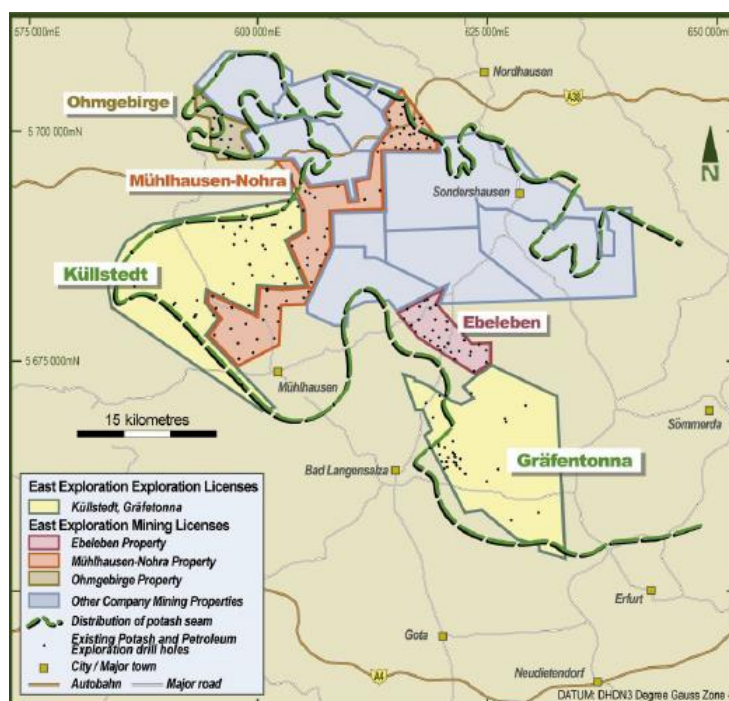 575 000mE
600 000mE
625 000mE
650 000m
Nordhausen
A38
Ohmgebirge
5 700 000mN
N
Mühlhausen-Nohra
Sondershausen
Küllstedt
Ebeleben
5 675 000mN
Mühlhausen
15 kilometres
Sömmerda
Bad Langensalza
Gräfentonna
East Exploration Exploration Licenses
Küllstedt, Gräfetonna
East Exploration Mining Licenses
Ebeleben Property
Mühlhausen-Nohra Property
Ohmgebirge Property
Other Company Mining Properties
Distribution of potash seam
Existing Potash and Petroleum
Exploration drill holes
City / Major town
Autobahn
Major road
Erfurt
Gota
A4
Neudietendorf
DATUM: DHDN3 Degree Gauss Zone